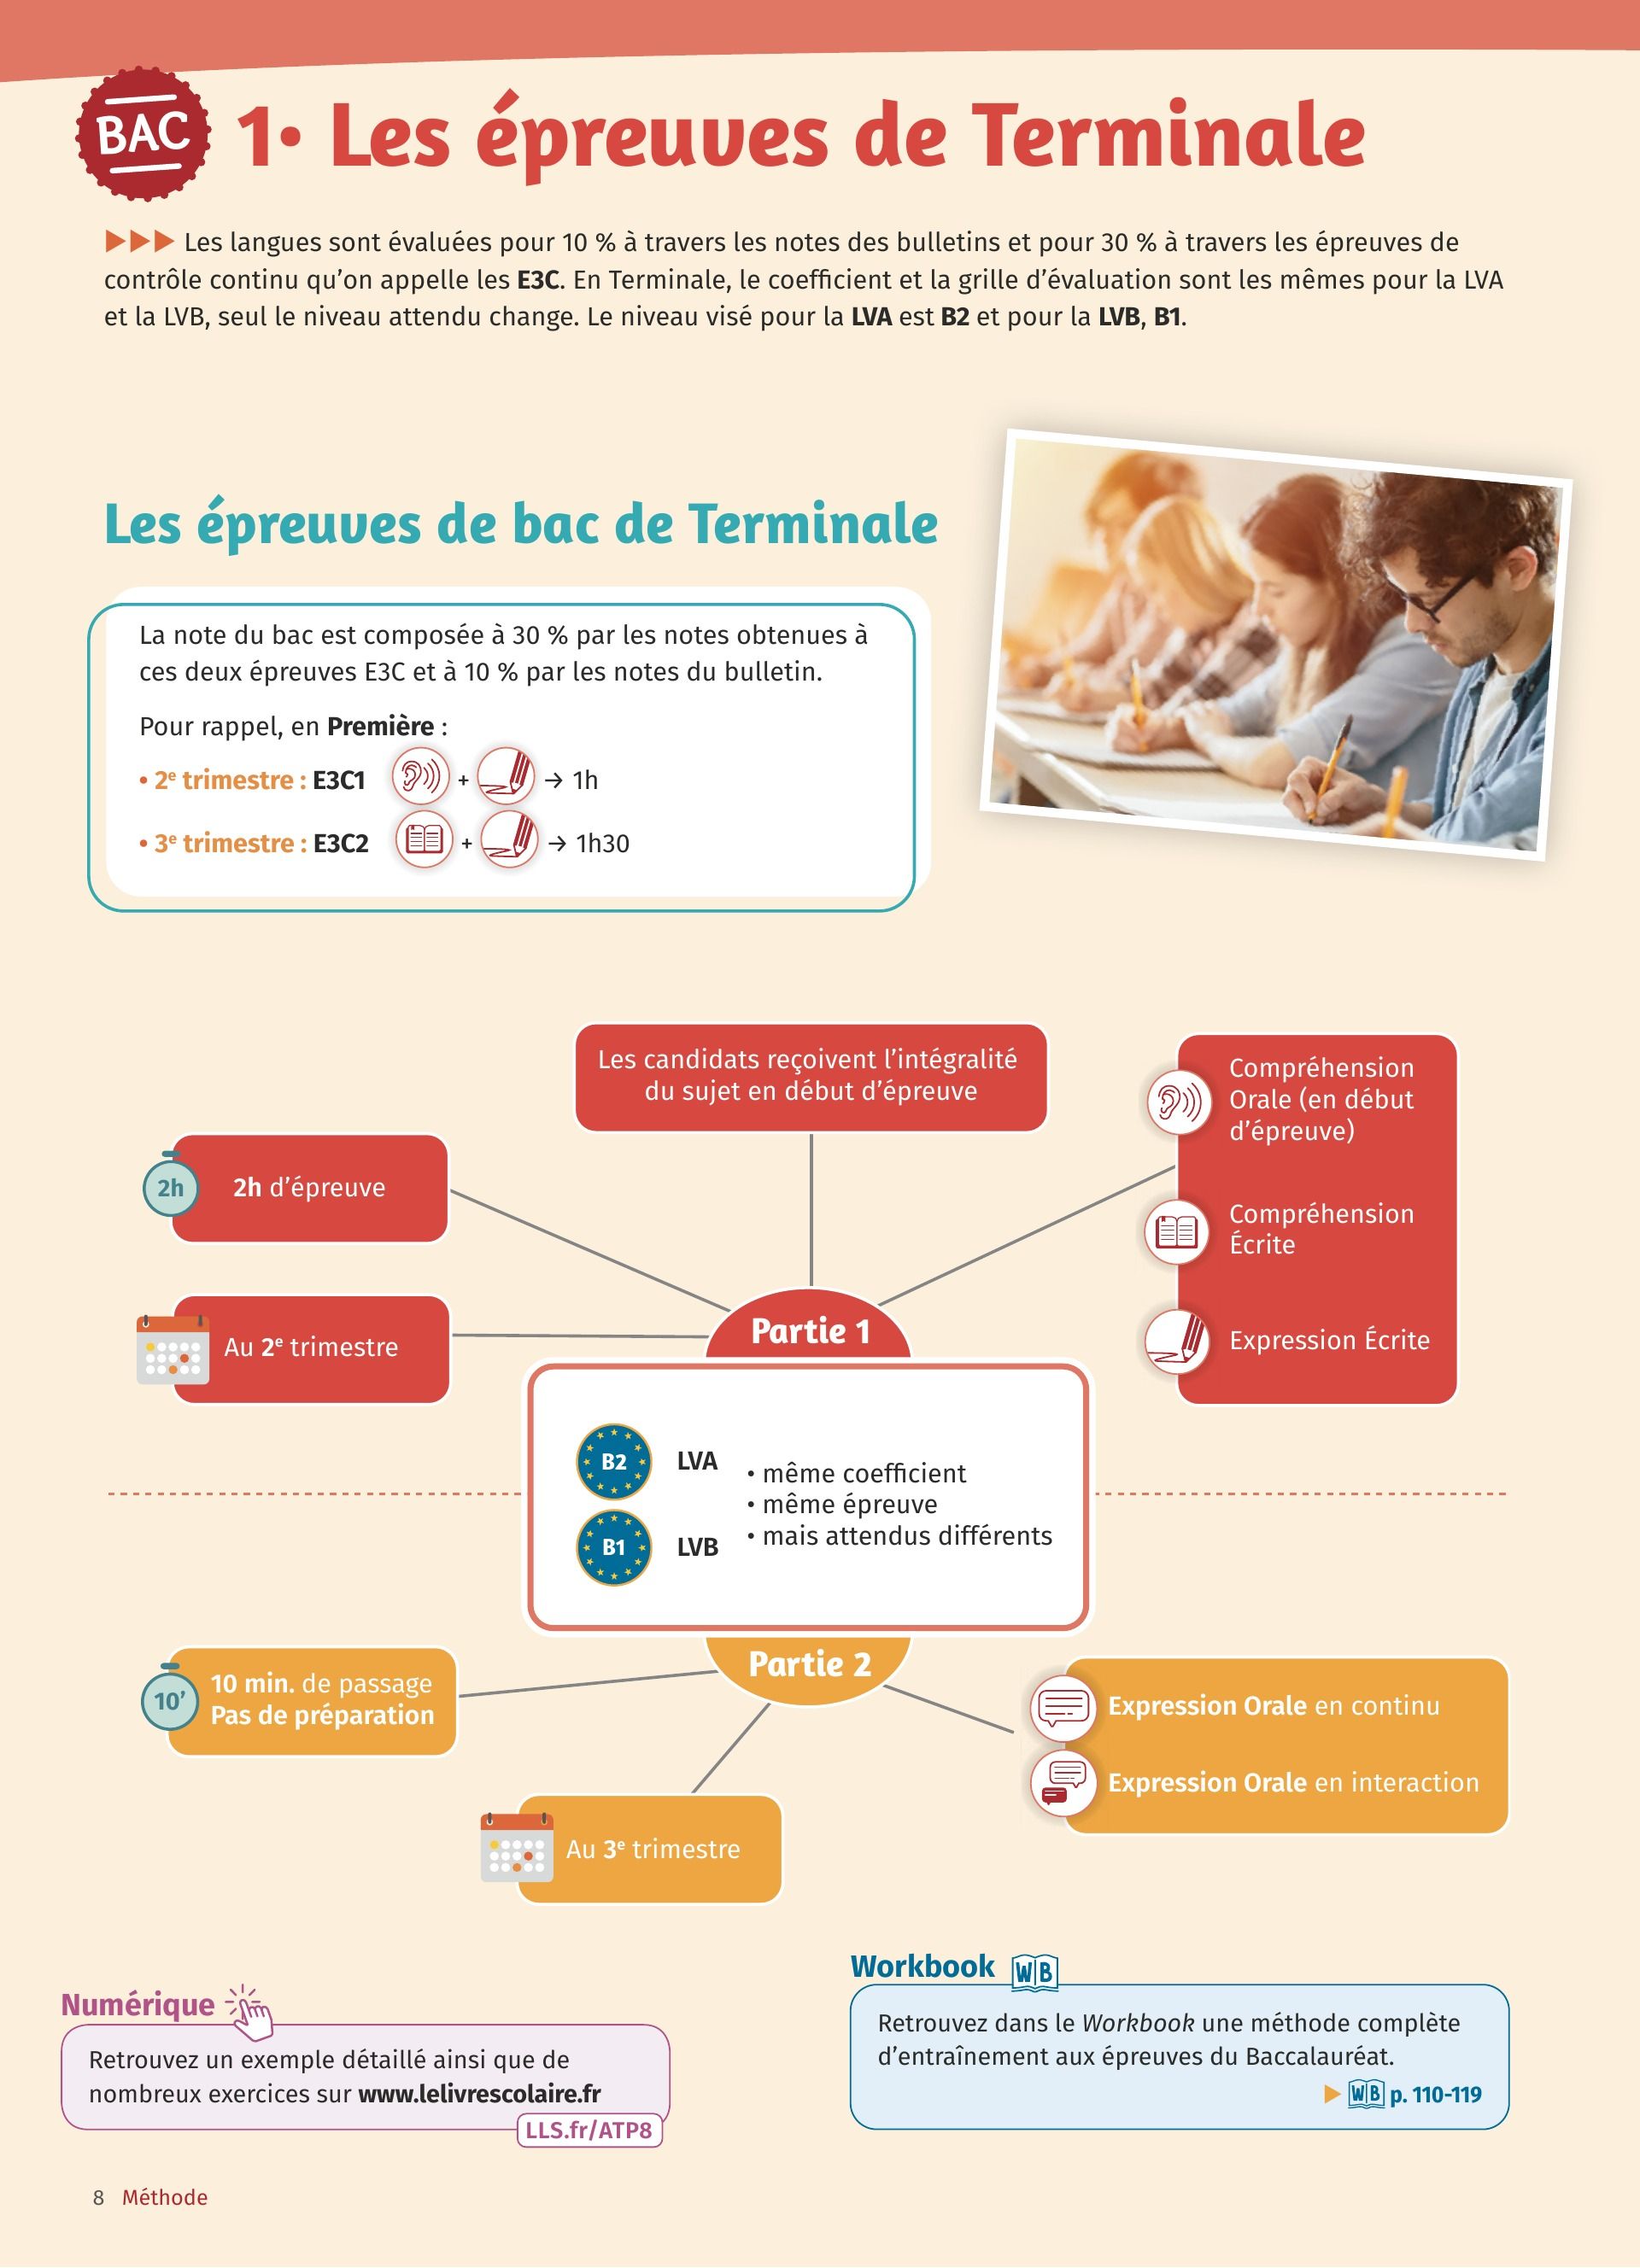 BAC
1• Les épreuves de Terminale
Les langues sont évaluées pour 10 % à travers les notes des bulletins et pour 30 % à travers les épreuves de
contrôle continu qu'on appelle les E3C. En Terminale, le coefficient et la grille d'évaluation sont les mêmes pour la LVA
et la LVB, seul le niveau attendu change. Le niveau visé pour la LVA est B2 et pour la LVB, B1.
Les épreuves de bac de Terminale
La note du bac est composée à 30 % par les notes obtenues à
ces deux épreuves E3C et à 10 % par les notes du bulletin.
Pour rappel, en Première :
• 2e trimestre : E3C1 + → 1h
• 3e trimestre : E3C2 + → 1h30
Les candidats reçoivent l'intégralité
du sujet en début d'épreuve
Compréhension
Orale (en début
d'épreuve)
Compréhension
Écrite
Expression Écrite
2h
2h d'épreuve
Au 2e trimestre
Partie 1
B2 LVA
B1 LVB
• même coefficient
• même épreuve
• mais attendus différents
Partie 2
10'
10 min. de passage
Pas de préparation
Au 3e trimestre
Expression Orale en continu
Expression Orale en interaction
Numérique
Retrouvez un exemple détaillé ainsi que de
nombreux exercices sur www.lelivrescolaire.fr
LLS.fr/ATP8
Workbook WB
Retrouvez dans le Workbook une méthode complète
d'entraînement aux épreuves du Baccalauréat.
WB p. 110-119
8 Méthode